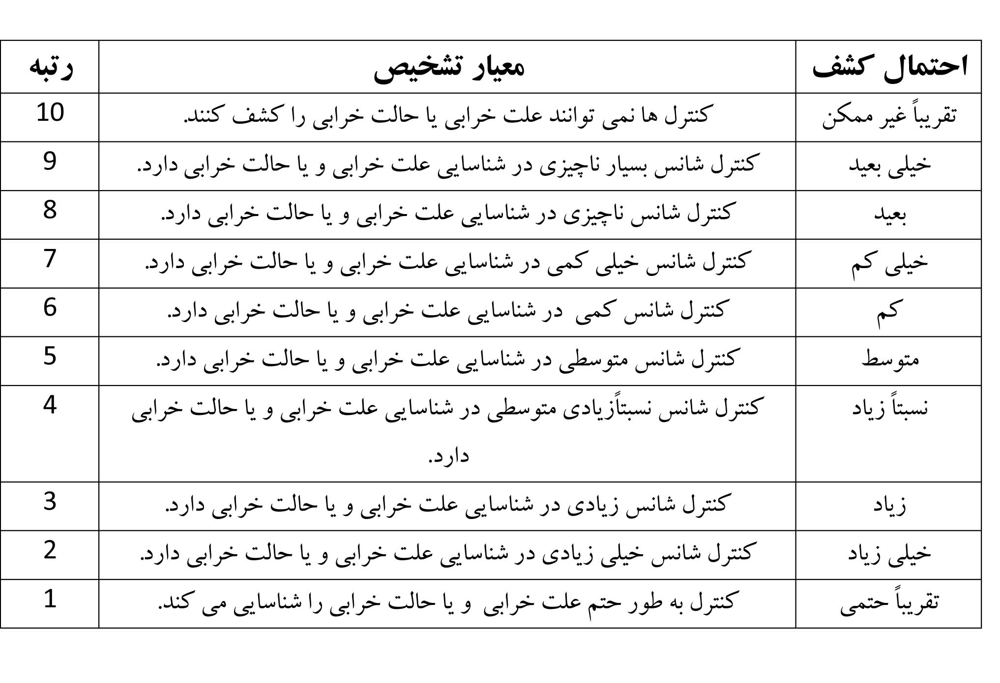 احتمال کشف معیار تشخیص رتبه
تقریباً غیر ممکن کنترل ها نمی توانند علت خرابی یا حالت خرابی را کشف کنند. 10
خیلی بعید کنترل شانس بسیار ناچیزی در شناسایی علت خرابی و یا حالت خرابی دارد. 9
بعید کنترل شانس ناچیزی در شناسایی علت خرابی و یا حالت خرابی دارد. 8
خیلی کم کنترل شانس خیلی کمی در شناسایی علت خرابی و یا حالت خرابی دارد. 7
کم کنترل شانس کمی در شناسایی علت خرابی و یا حالت خرابی دارد. 6
متوسط کنترل شانس متوسطی در شناسایی علت خرابی و یا حالت خرابی دارد. 5
نسبتاً زیاد کنترل شانس نسبتاًزیادی متوسطی در شناسایی علت خرابی و یا حالت خرابی 4
دارد.
زیاد کنترل شانس زیادی در شناسایی علت خرابی و یا حالت خرابی دارد. 3
خیلی زیاد کنترل شانس خیلی زیادی در شناسایی علت خرابی و یا حالت خرابی دارد. 2
تقریباً حتمی کنترل به طور حتم علت خرابی و یا حالت خرابی را شناسایی می کند. 1